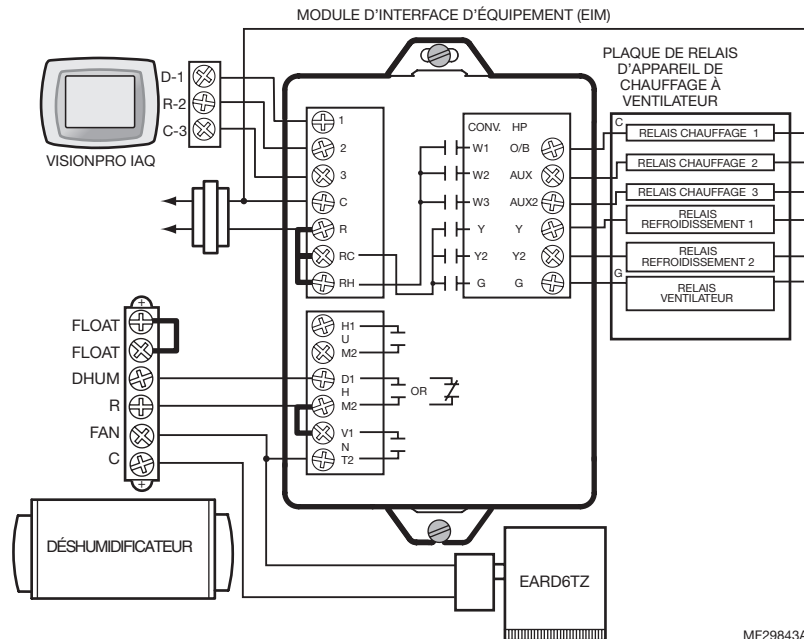 MODULE D'INTERFACE D'ÉQUIPEMENT (EIM)
D-1
R-2
C-3
VISIONPRO IAQ
1
2
3
C
R
RC
RH
CONV. HP
W1 O/B
W2 AUX
W3 AUX2
Y Y
Y2 Y2
G G
PLAQUE DE RELAIS
D'APPAREIL DE
CHAUFFAGE À
VENTILATEUR
C
RELAIS CHAUFFAGE 1
RELAIS CHAUFFAGE 2
RELAIS CHAUFFAGE 3
RELAIS
REFROIDISSEMENT 1
RELAIS
REFROIDISSEMENT 2
G
RELAIS
VENTILATEUR
FLOAT
FLOAT
DHUM
R
FAN
C
H1
U
M2
D1
H
M2
V1
N
T2
OR
DÉSHUMIDIFICATEUR
EARD6TZ
MF29843A